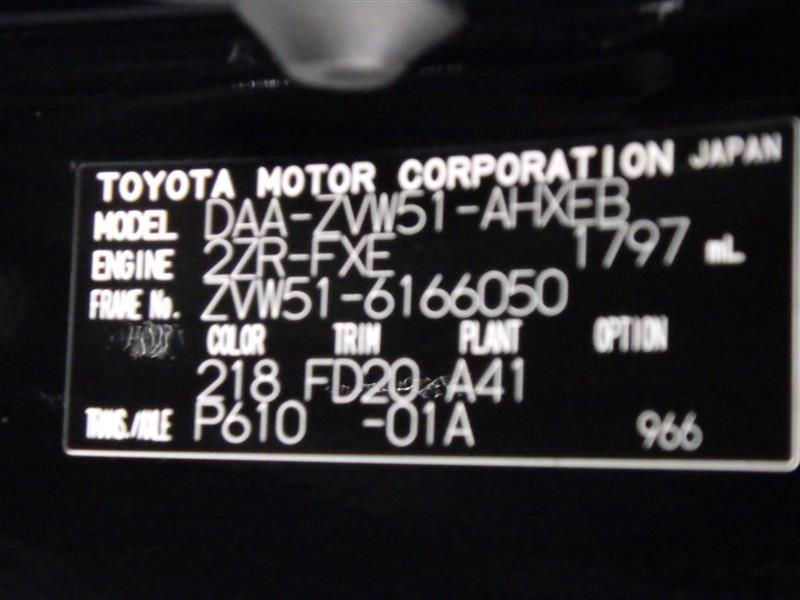 TOYOTA MOTOR CORPORATION JAPAN
MODEL DAA-ZVW51-AHXEB
ENGINE 2ZR-FXE 1797 mL
FRAME No. ZVW51-6166050
COLOR TRIM PLANT OPTION
218 FD20 A41
TRANS./AXLE P610 -01A 966